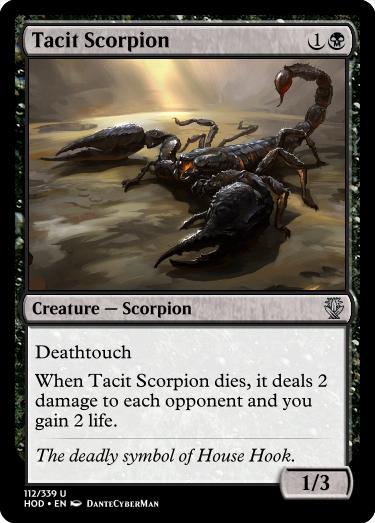 Tacit Scorpion 1
Creature — Scorpion
Deathtouch
When Tacit Scorpion dies, it deals 2
damage to each opponent and you
gain 2 life.
The deadly symbol of House Hook.
1/3
112/339 U
HOD • EN DanteCyberMan